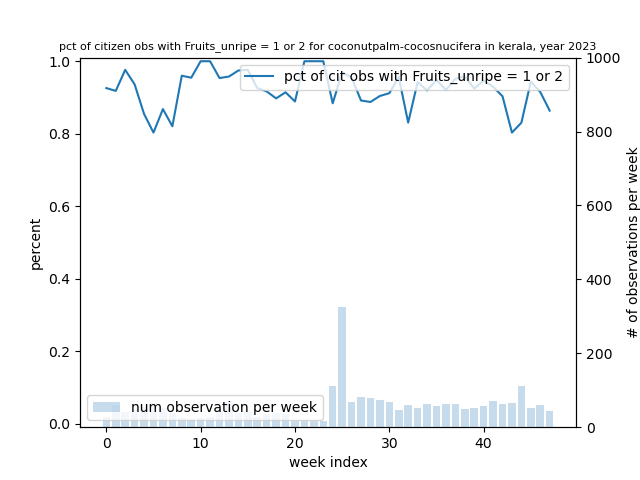 pct of citizen obs with Fruits_unripe = 1 or 2 for coconutpalm-cocosnucifera in kerala, year 2023
pct of cit obs with Fruits_unripe = 1 or 2
num observation per week
percent
1.0
0.8
0.6
0.4
0.2
0.0
0 10 20 30 40
week index
1000
800
600
400
200
0
# of observations per week